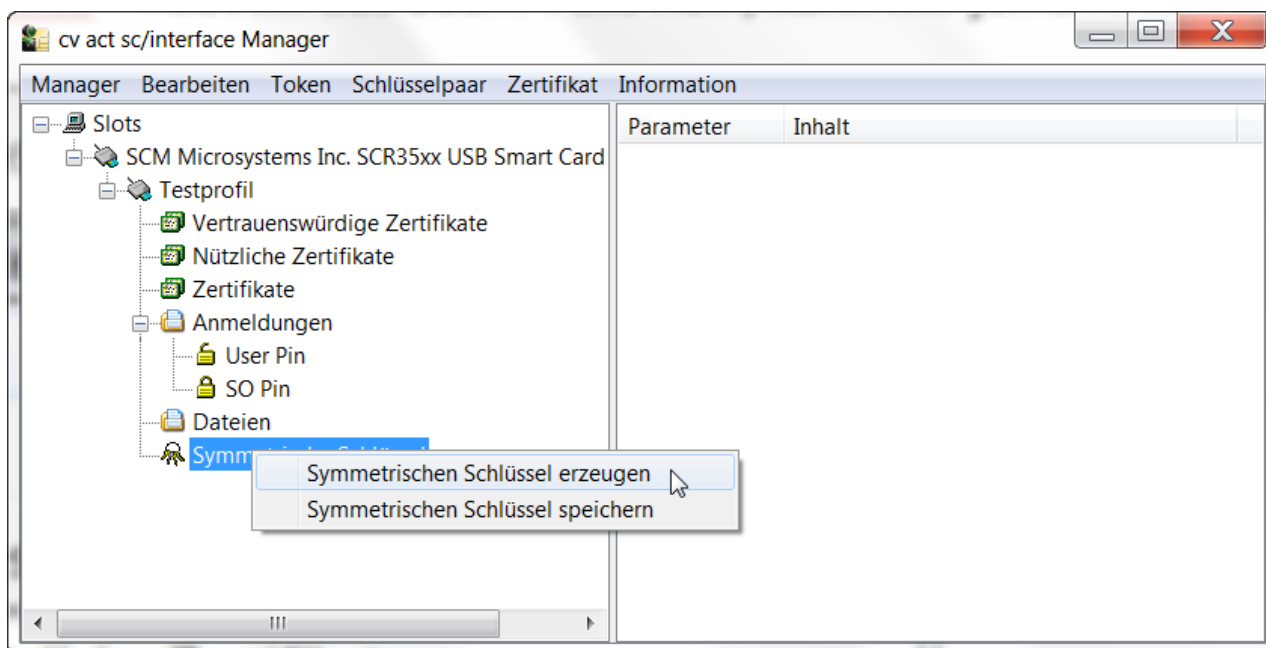 cv act sc/interface Manager
Manager Bearbeiten Token Schlüsselpaar Zertifikat Information
Slots
SCM Microsystems Inc. SCR35xx USB Smart Card
Testprofil
Vertrauenswürdige Zertifikate
Nützliche Zertifikate
Zertifikate
Anmeldungen
User Pin
SO Pin
Dateien
Symmetrischen Schlüssel erzeugen
Symmetrischen Schlüssel speichern
Parameter Inhalt